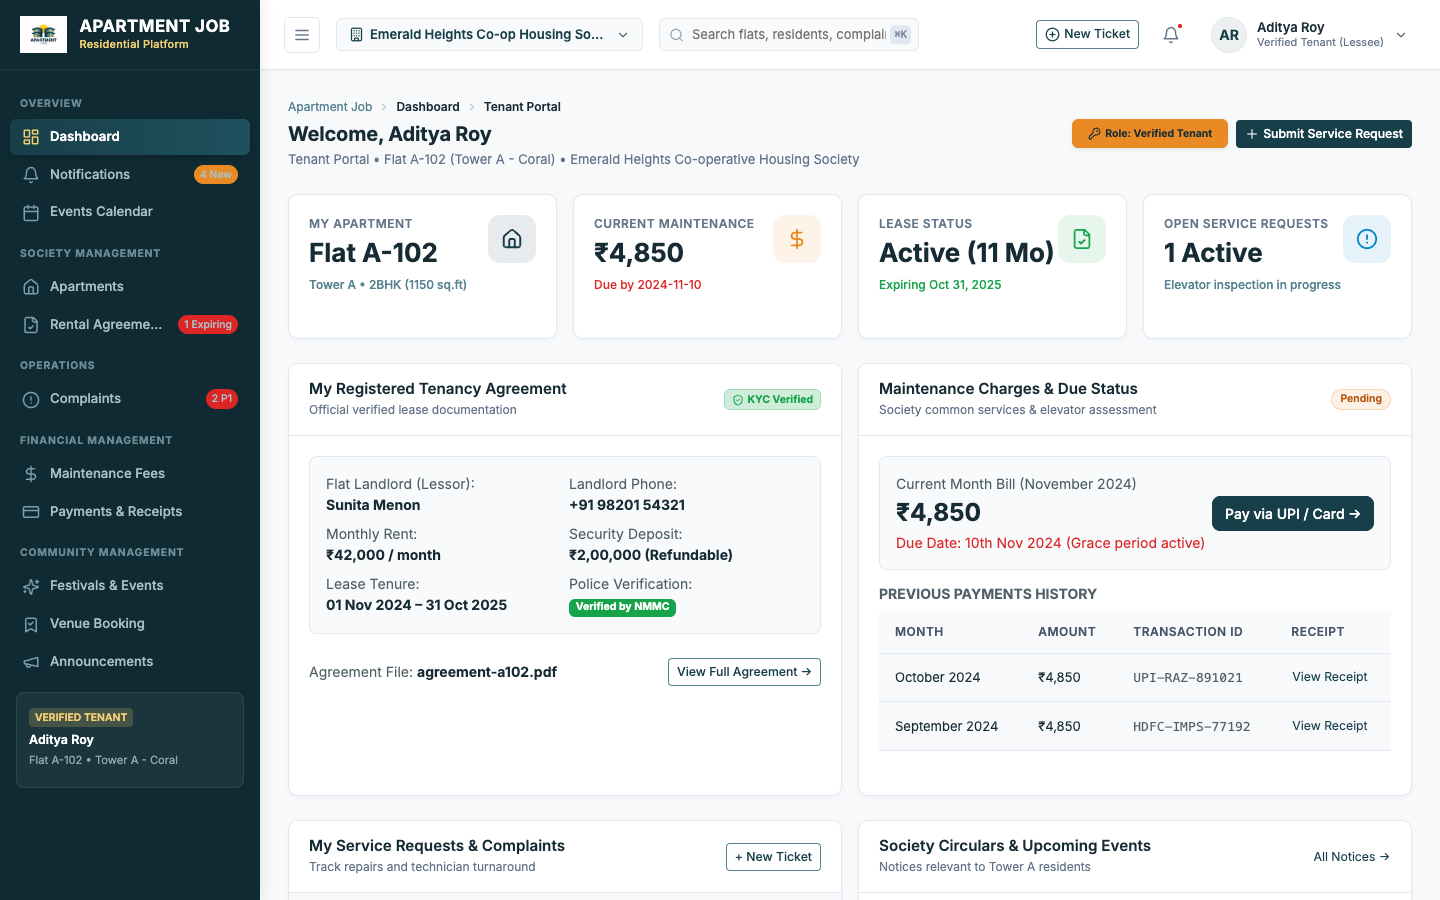 APARTMENT JOB
Residential Platform
OVERVIEW
Dashboard
Notifications
4 New
Events Calendar
SOCIETY MANAGEMENT
Apartments
Rental Agreeme...
1 Expiring
OPERATIONS
Complaints
2 P1
FINANCIAL MANAGEMENT
Maintenance Fees
Payments & Receipts
COMMUNITY MANAGEMENT
Festivals & Events
Venue Booking
Announcements
VERIFIED TENANT
Aditya Roy
Flat A-102 • Tower A - Coral
Emerald Heights Co-op Housing So...
Search flats, residents, complai
⌘K
New Ticket
AR
Aditya Roy
Verified Tenant (Lessee)
Apartment Job > Dashboard > Tenant Portal
Welcome, Aditya Roy
Tenant Portal • Flat A-102 (Tower A - Coral) • Emerald Heights Co-operative Housing Society
Role: Verified Tenant
+ Submit Service Request
MY APARTMENT
Flat A-102
Tower A • 2BHK (1150 sq.ft)
CURRENT MAINTENANCE
₹4,850
Due by 2024-11-10
LEASE STATUS
Active (11 Mo)
Expiring Oct 31, 2025
OPEN SERVICE REQUESTS
1 Active
Elevator inspection in progress
My Registered Tenancy Agreement
Official verified lease documentation
KYC Verified
Flat Landlord (Lessor):
Sunita Menon
Landlord Phone:
+91 98201 54321
Monthly Rent:
₹42,000 / month
Security Deposit:
₹2,00,000 (Refundable)
Lease Tenure:
01 Nov 2024 – 31 Oct 2025
Police Verification:
Verified by NMMC
Agreement File: agreement-a102.pdf
View Full Agreement →
Maintenance Charges & Due Status
Society common services & elevator assessment
Pending
Current Month Bill (November 2024)
₹4,850
Due Date: 10th Nov 2024 (Grace period active)
Pay via UPI / Card →
PREVIOUS PAYMENTS HISTORY
MONTH AMOUNT TRANSACTION ID RECEIPT
October 2024 ₹4,850 UPI-RAZ-891021 View Receipt
September 2024 ₹4,850 HDFC-IMPS-77192 View Receipt
My Service Requests & Complaints
Track repairs and technician turnaround
+ New Ticket
Society Circulars & Upcoming Events
Notices relevant to Tower A residents
All Notices →